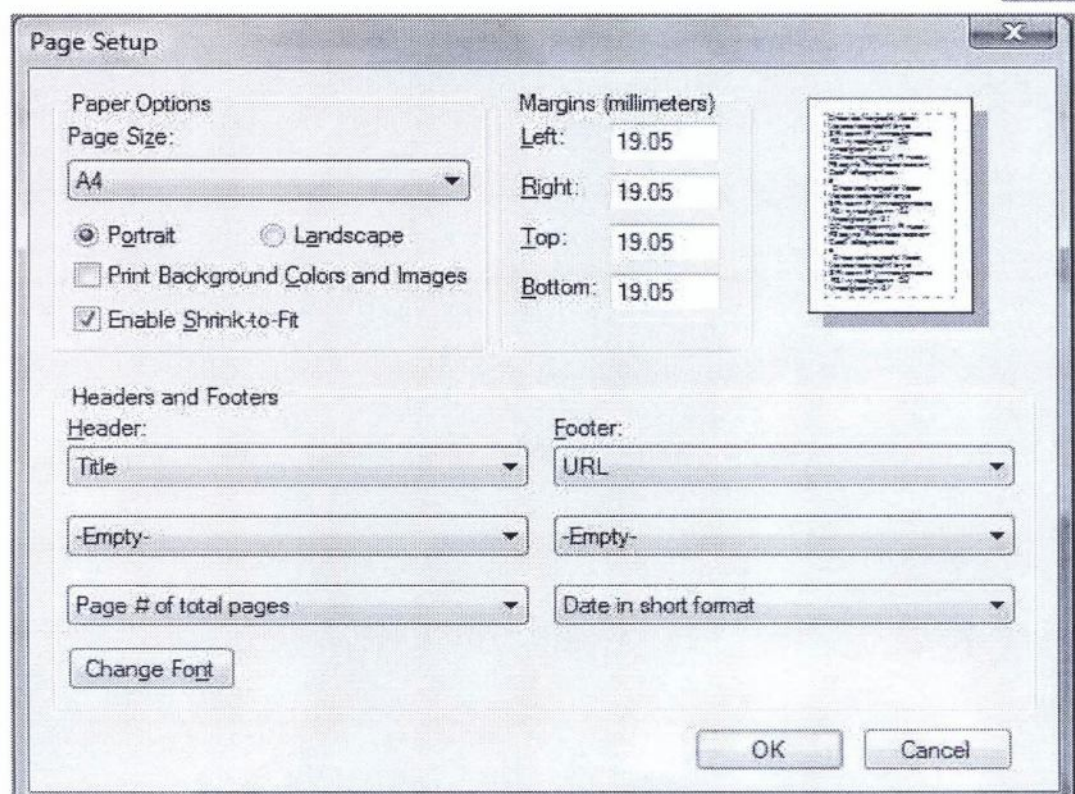 Page Setup
Paper Options
Page Size:
A4
Portrait Landscape
Print Background Colors and Images
Enable Shrink-to-Fit
Margins (millimeters)
Left: 19.05
Right: 19.05
Top: 19.05
Bottom: 19.05
Headers and Footers
Header:
Title
-Empty-
Page # of total pages
Change Font
Footer:
URL
-Empty-
Date in short format
OK Cancel